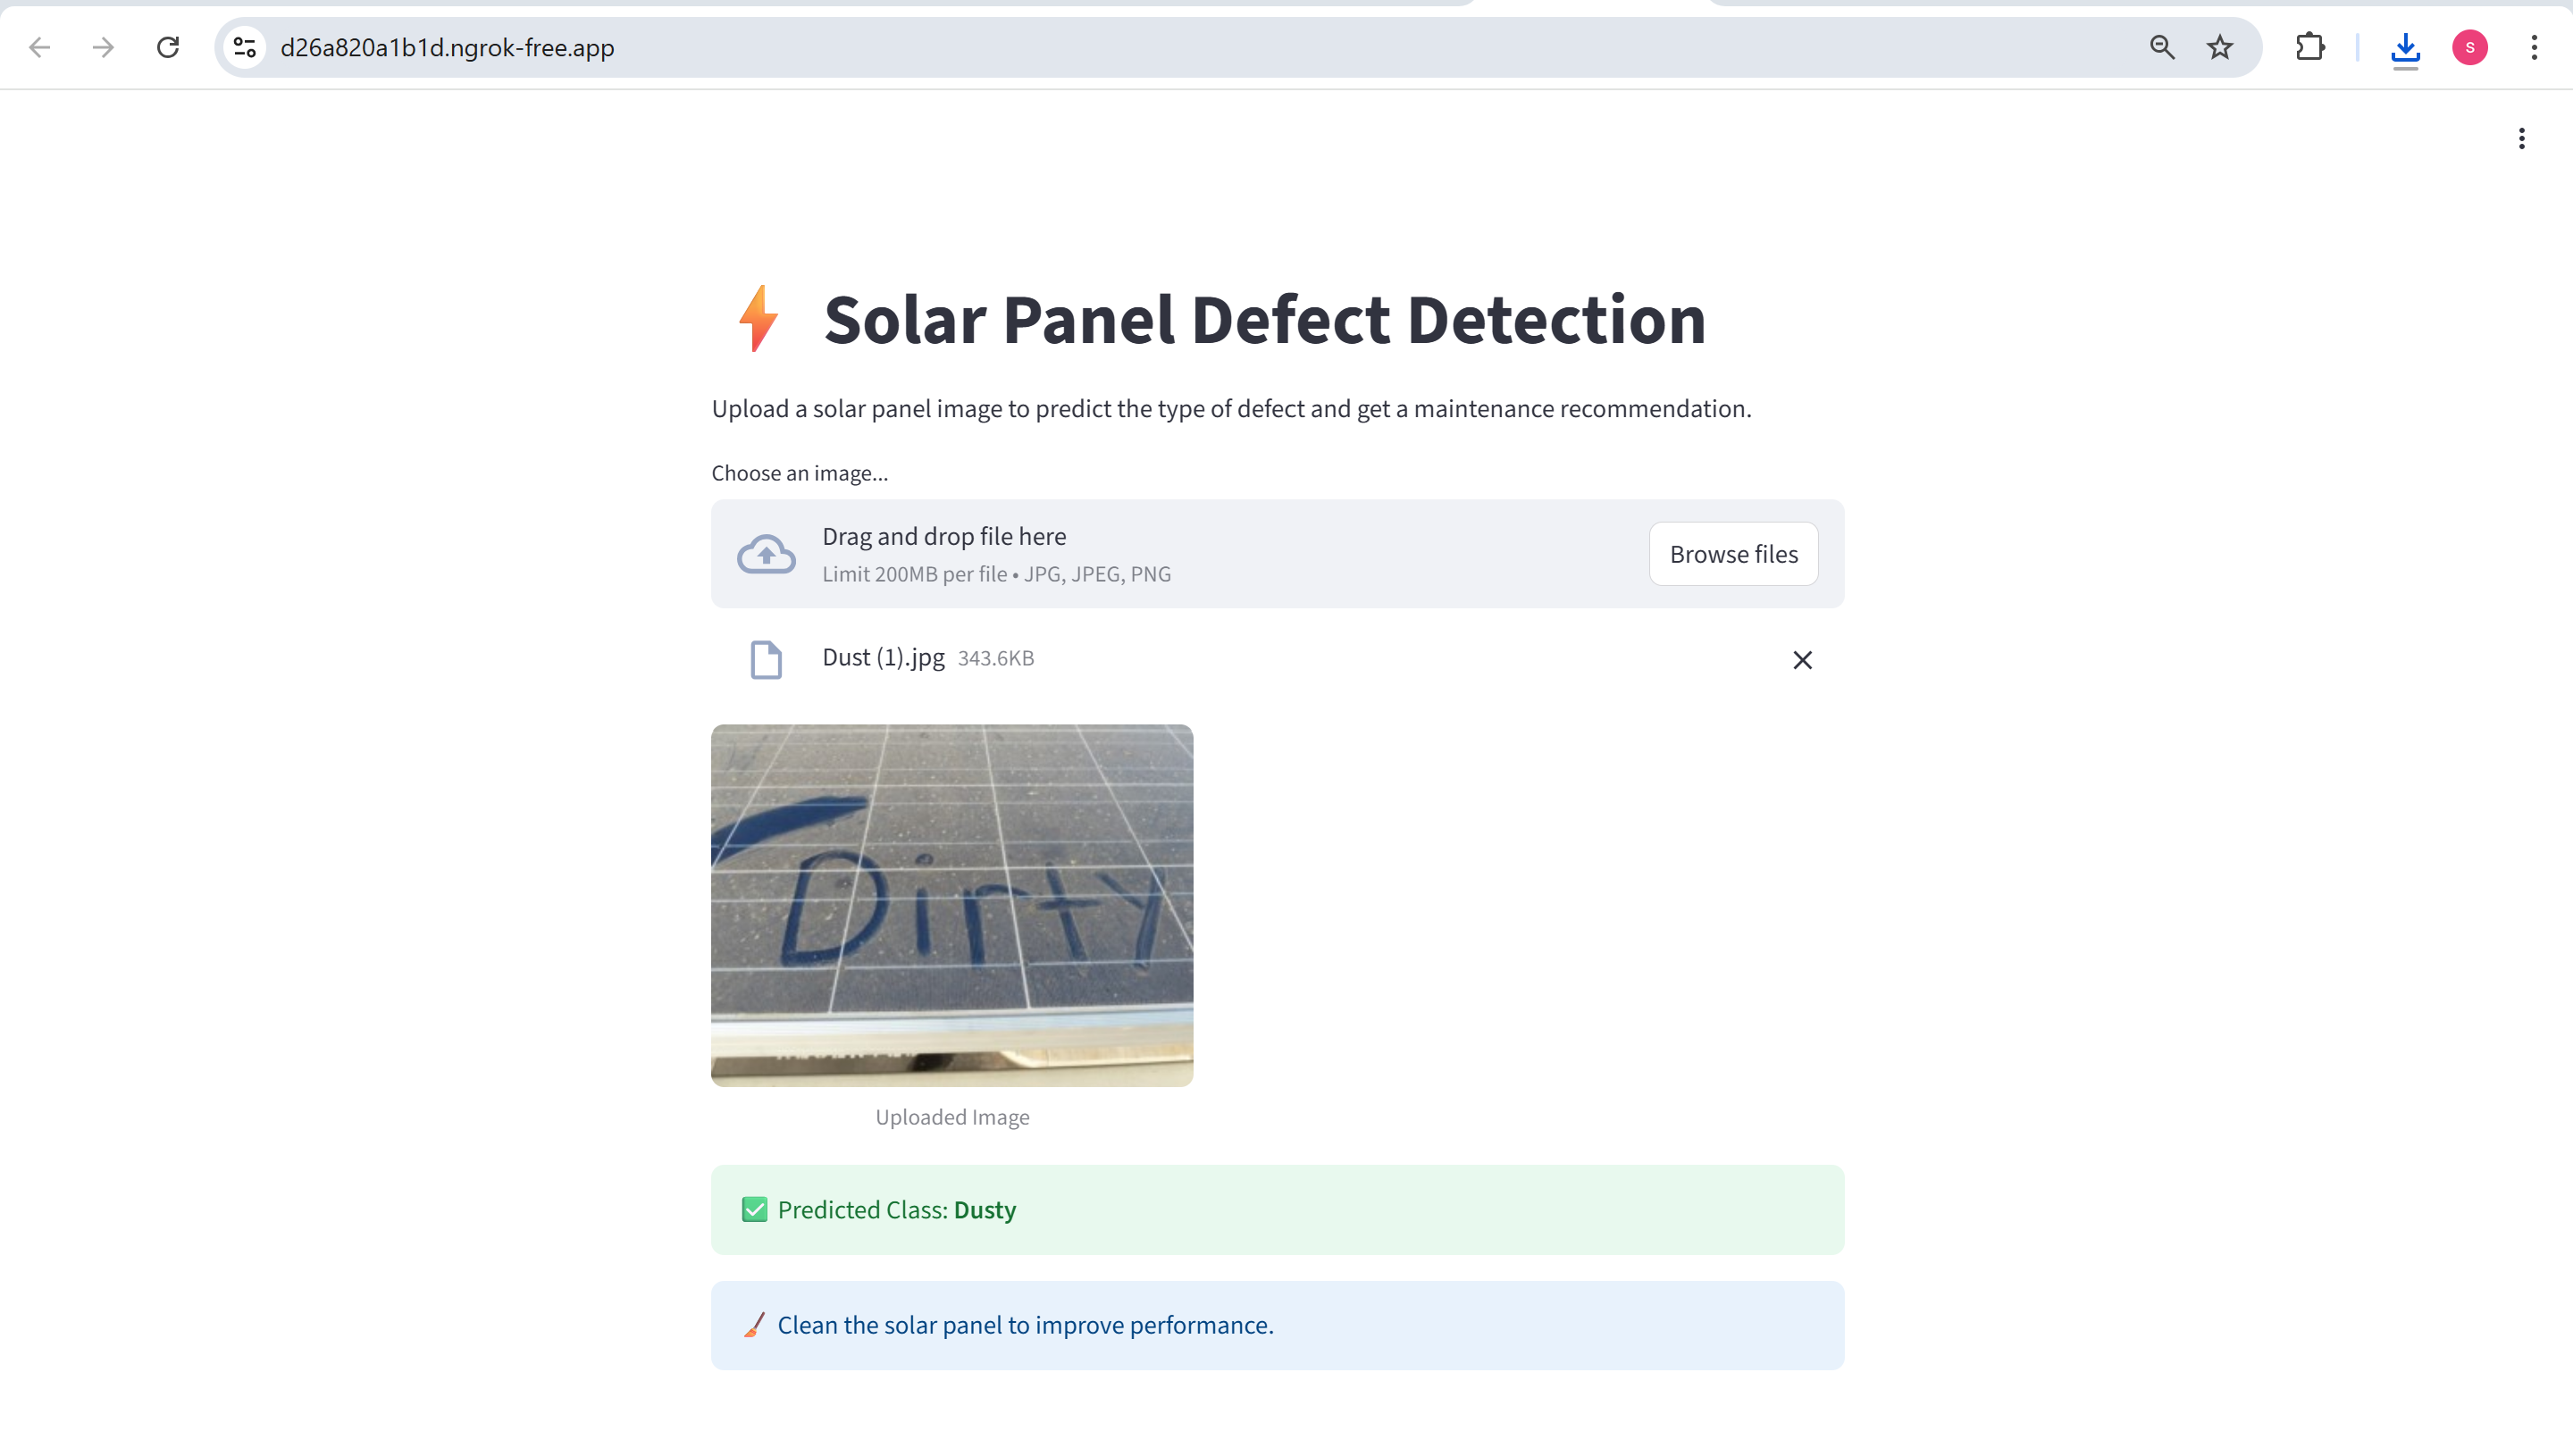 d26a820a1b1d.ngrok-free.app
S
Solar Panel Defect Detection
Upload a solar panel image to predict the type of defect and get a maintenance recommendation.
Choose an image...
Drag and drop file here
Limit 200MB per file • JPG, JPEG, PNG
Browse files
Dust (1).jpg 343.6KB
Dirty
Uploaded Image
Predicted Class: Dusty
Clean the solar panel to improve performance.